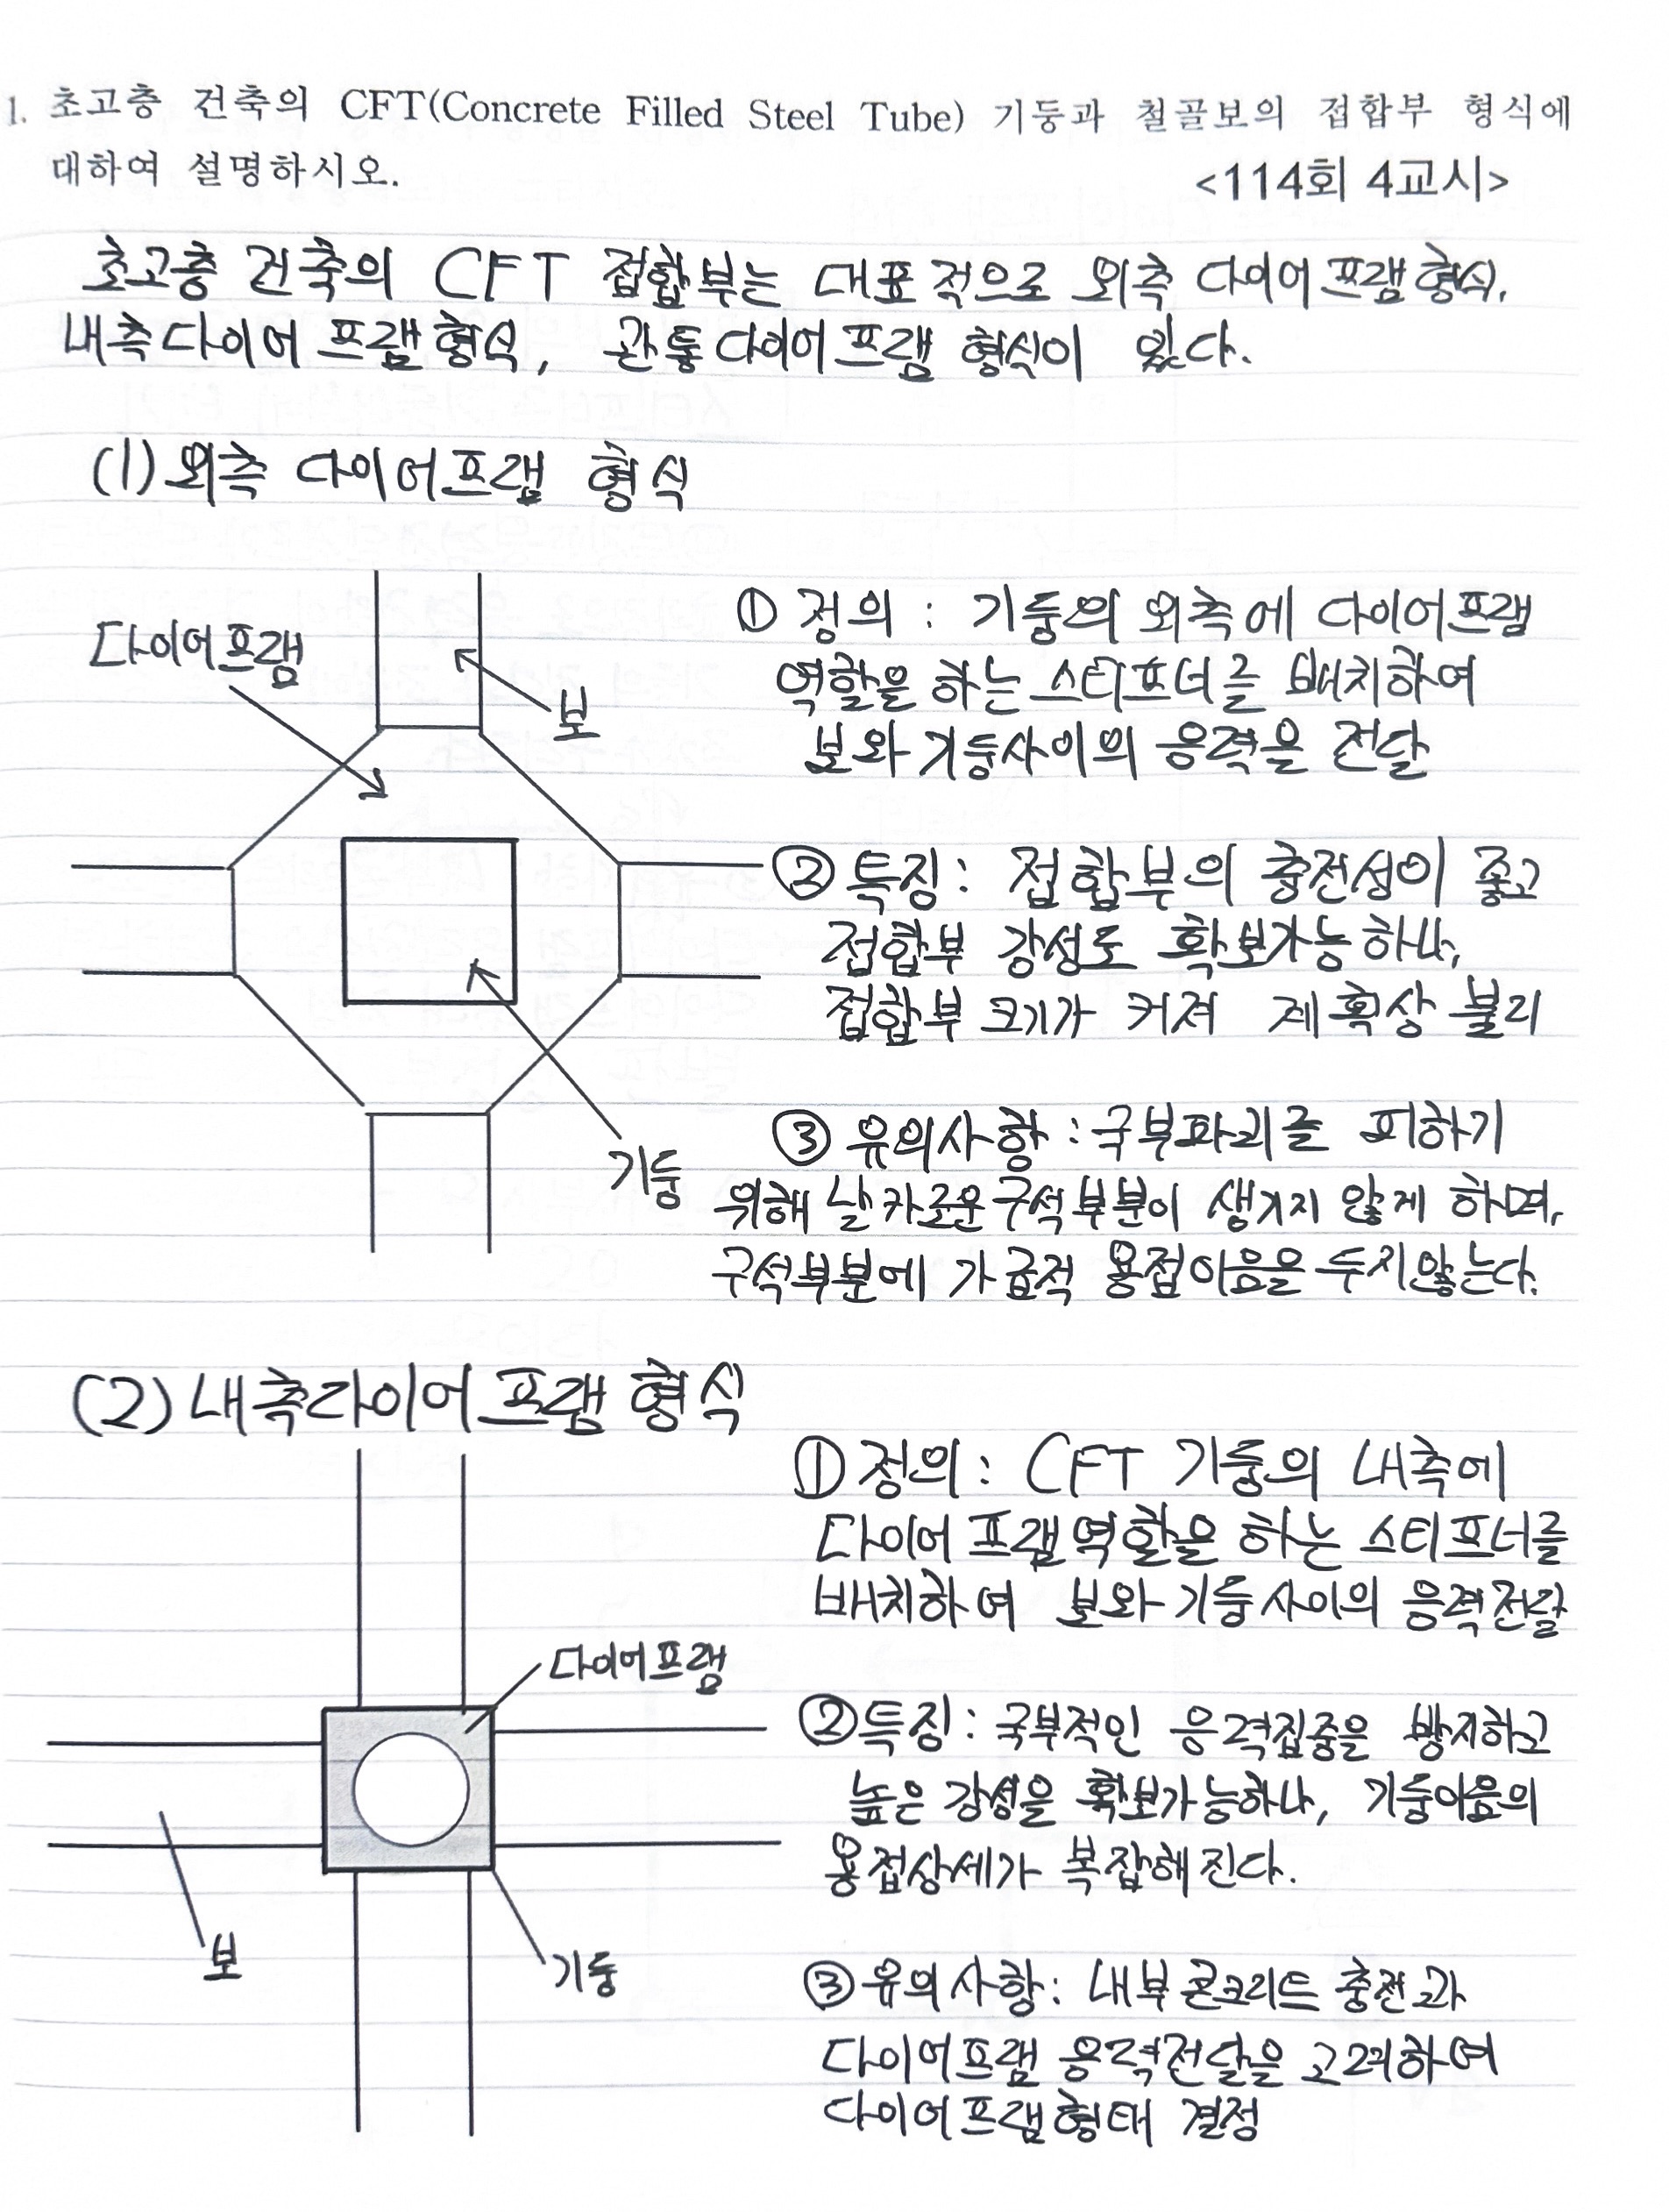 1. 초고층 건축의 CFT(Concrete Filled Steel Tube) 기둥과 철골보의 접합부 형식에
대하여 설명하시오.
<114회 4교시>
초고층 건축의 CFT 접합부는 대표적으로 외측 다이어프램형식,
내측다이어프램형식, 관통다이어프램 형식이 있다.
(1) 외측 다이어프램 형식
다이어프램
보
기둥
① 정의 : 기둥의 외측에 다이어프램
역할을 하는 스티프너를 배치하여
보와 기둥사이의 응력을 전달
② 특징 : 접합부의 충전성이 좋고
접합부 강성도 확보가능하나,
접합부 크기가 커져 계획상 불리
③ 유의사항 : 국부파괴를 피하기
위해 날카로운 구석부분이 생기지 않게 하며,
구석부분에 가급적 용접이음을 두지않는다.
(2) 내측다이어프램 형식
다이어프램
보
기둥
① 정의 : CFT 기둥의 내측에
다이어프램역할을 하는 스티프너를
배치하여 보와 기둥사이의 응력전달
② 특징 : 국부적인 응력집중을 방지하고
높은 강성을 확보가능하나, 기둥이음의
용접상세가 복잡해진다.
③ 유의사항 : 내부콘크리트 충전과
다이어프램 응력전달을 고려하여
다이어프램형태 결정